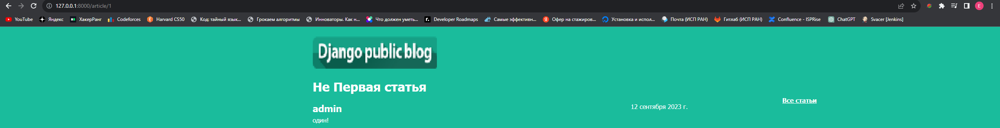 127.0.0.1:8000/article/1
E
YouTube Яндекс ХакерРанг Codeforces Harvard CS50 Код: тайный язык... Грокаем алгоритмы Инноваторы. Как н... Что должен уметь... Developer Roadmaps Самые эффективн... Офер на стажиров... Установка и испол... Почта (ИСП РАН) Гитлаб (ИСП РАН) Confluence - ISPRise ChatGPT Svacer [Jenkins]
Django public blog
Не Первая статья
Все статьи
admin 12 сентября 2023 г.
один!